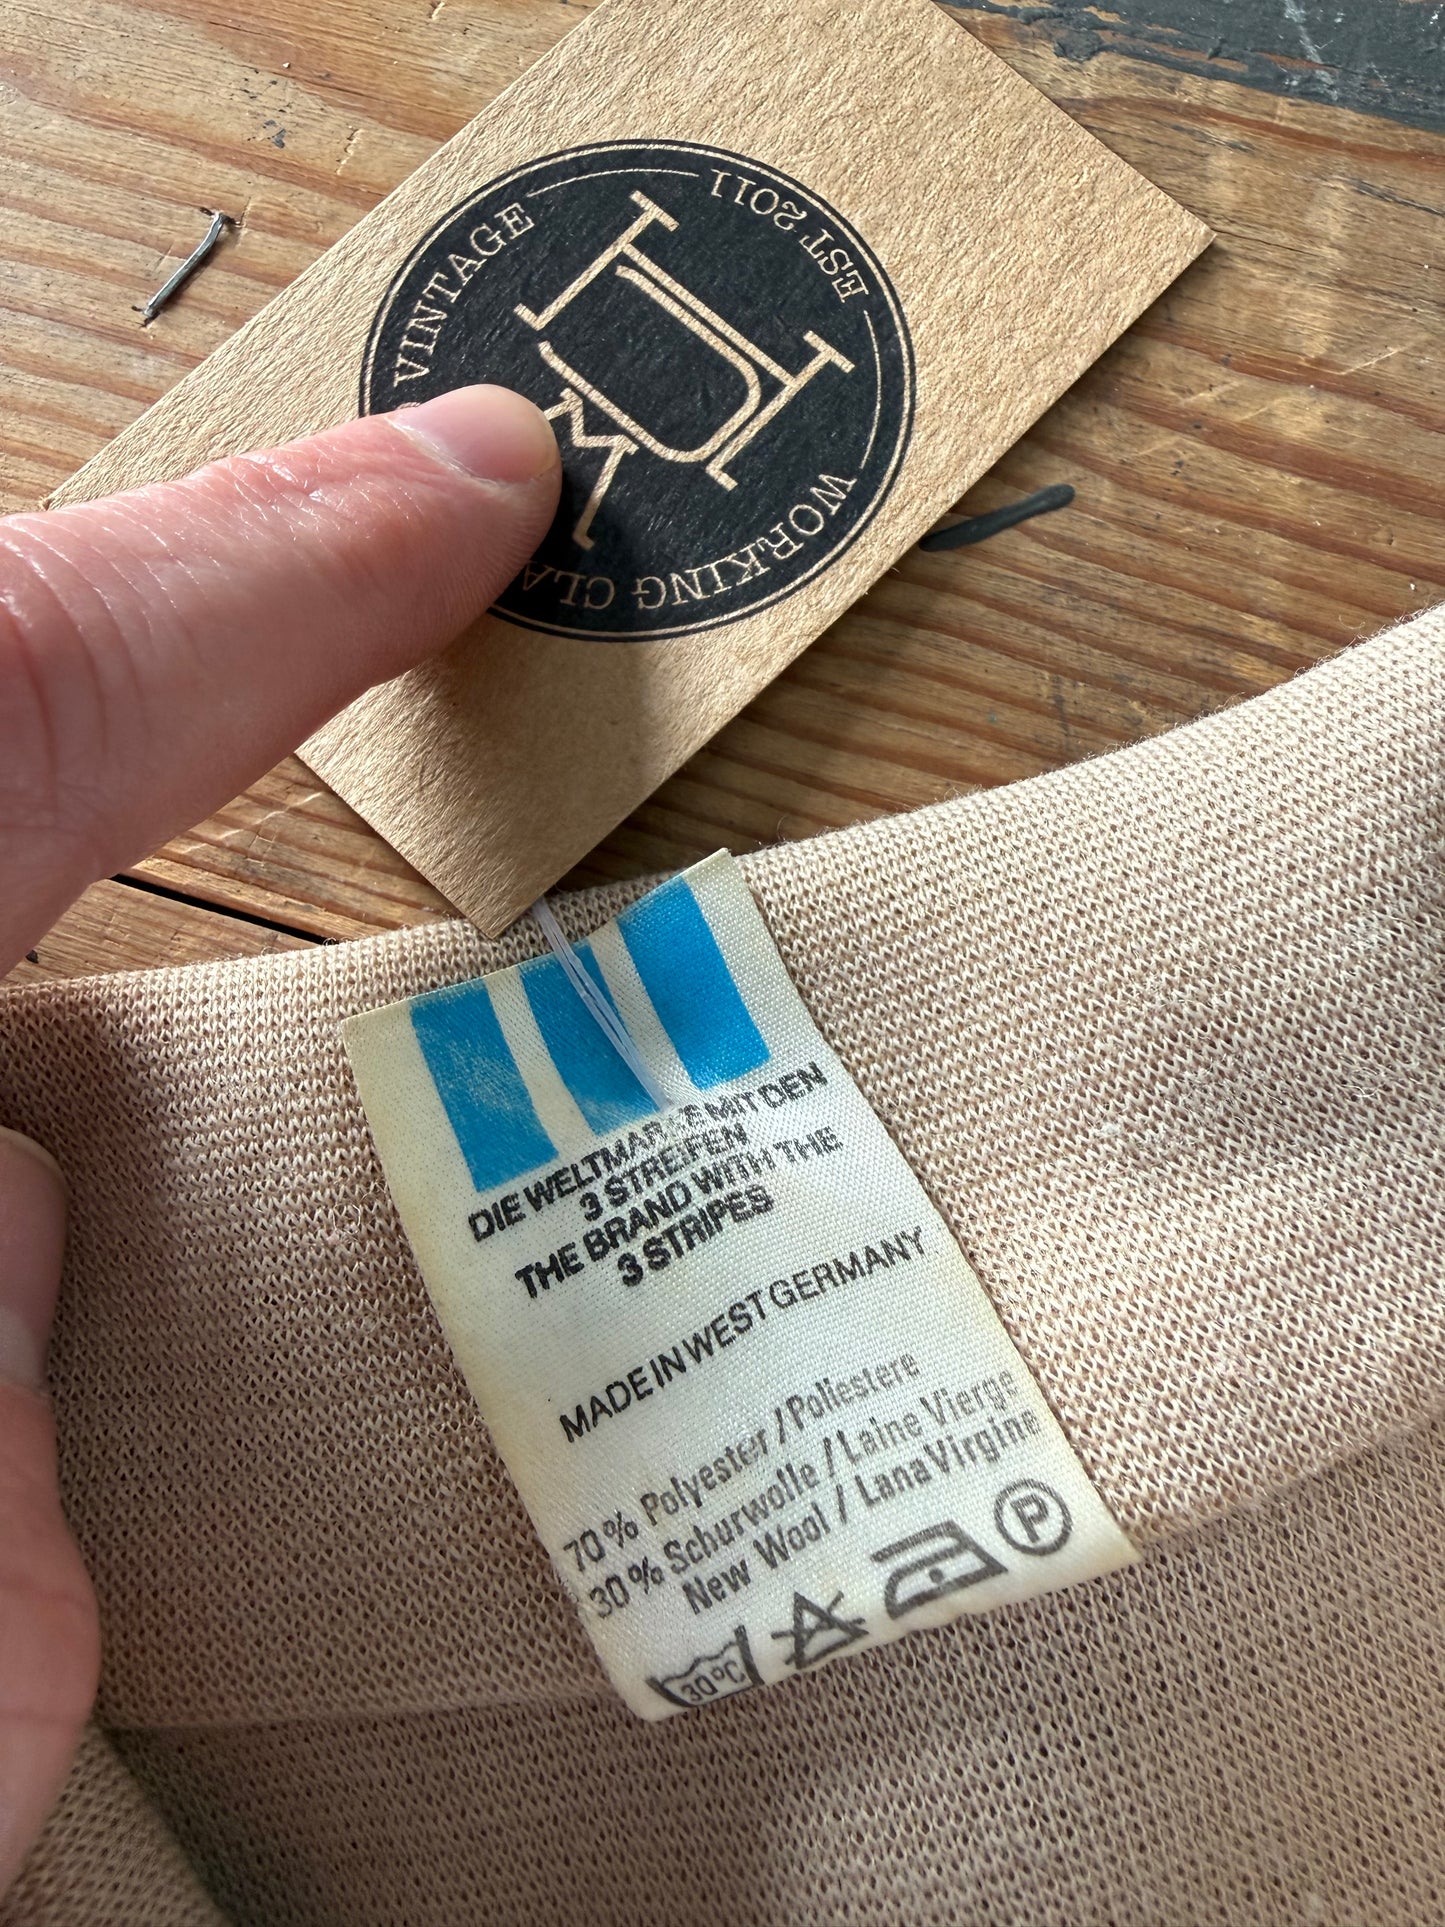 VINTAGE
EST 2011
WORKING CLA
DIE WELTMARKE MIT DEN
3 STREIFEN
THE BRAND WITH THE
3 STRIPES
MADE IN WEST GERMANY
70 % Polyester / Poliestere
30 % Schurwolle / Laine Vierge
New Wool / Lana Virgine
30°C
P